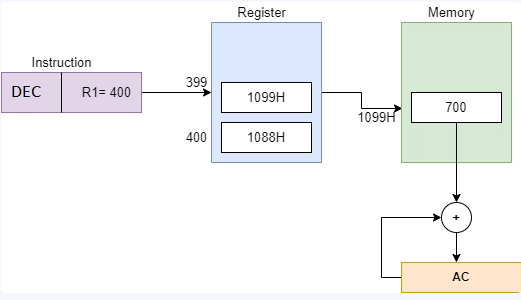 Register
Memory
Instruction
DEC
R1= 400
399
1099H
400
1088H
1099H
700
+
AC